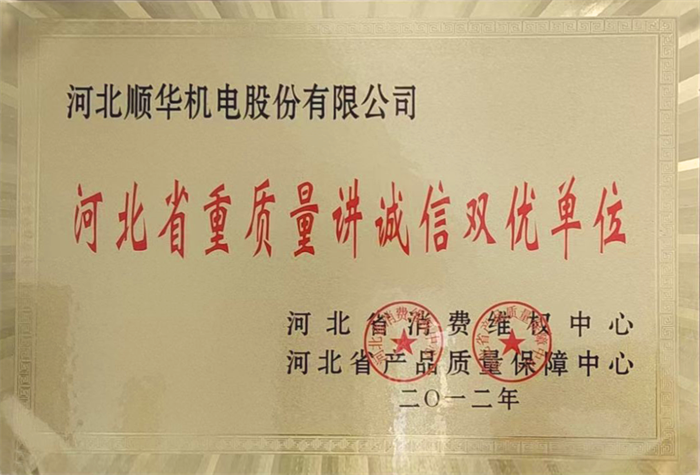 河北顺华机电股份有限公司
河北省重质量讲诚信双优单位
河北省消费维权中心
河北省产品质量保障中心
二〇一二年